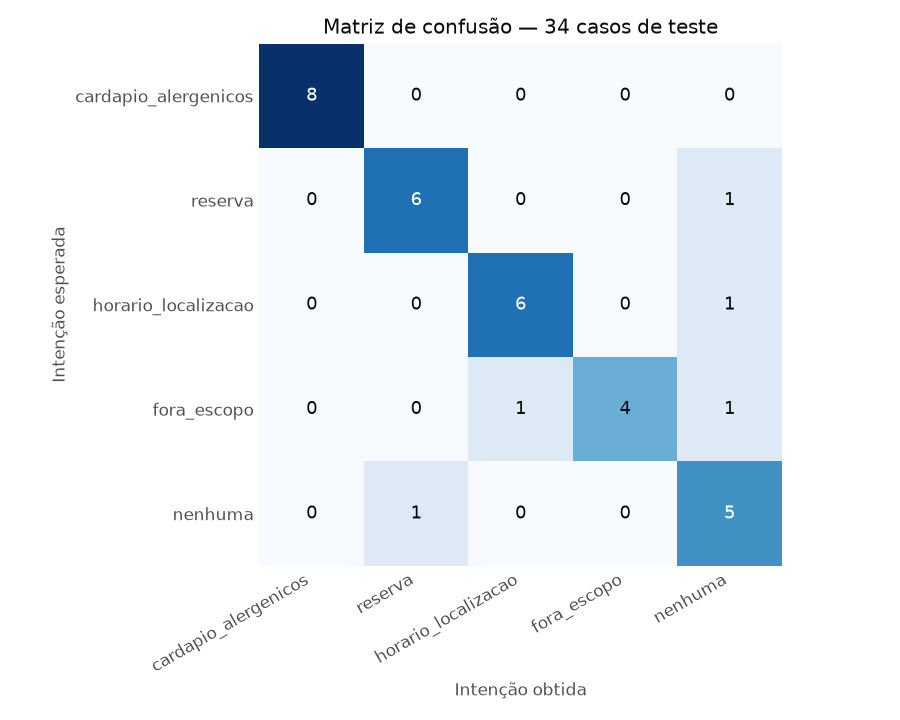 Matriz de confusão — 34 casos de teste
cardapio_alergenicos 8 0 0 0 0
reserva 0 6 0 0 1
horario_localizacao 0 0 6 0 1
fora_escopo 0 0 1 4 1
nenhuma 0 1 0 0 5
Intenção esperada
cardapio_alergenicos reserva horario_localizacao fora_escopo nenhuma
Intenção obtida